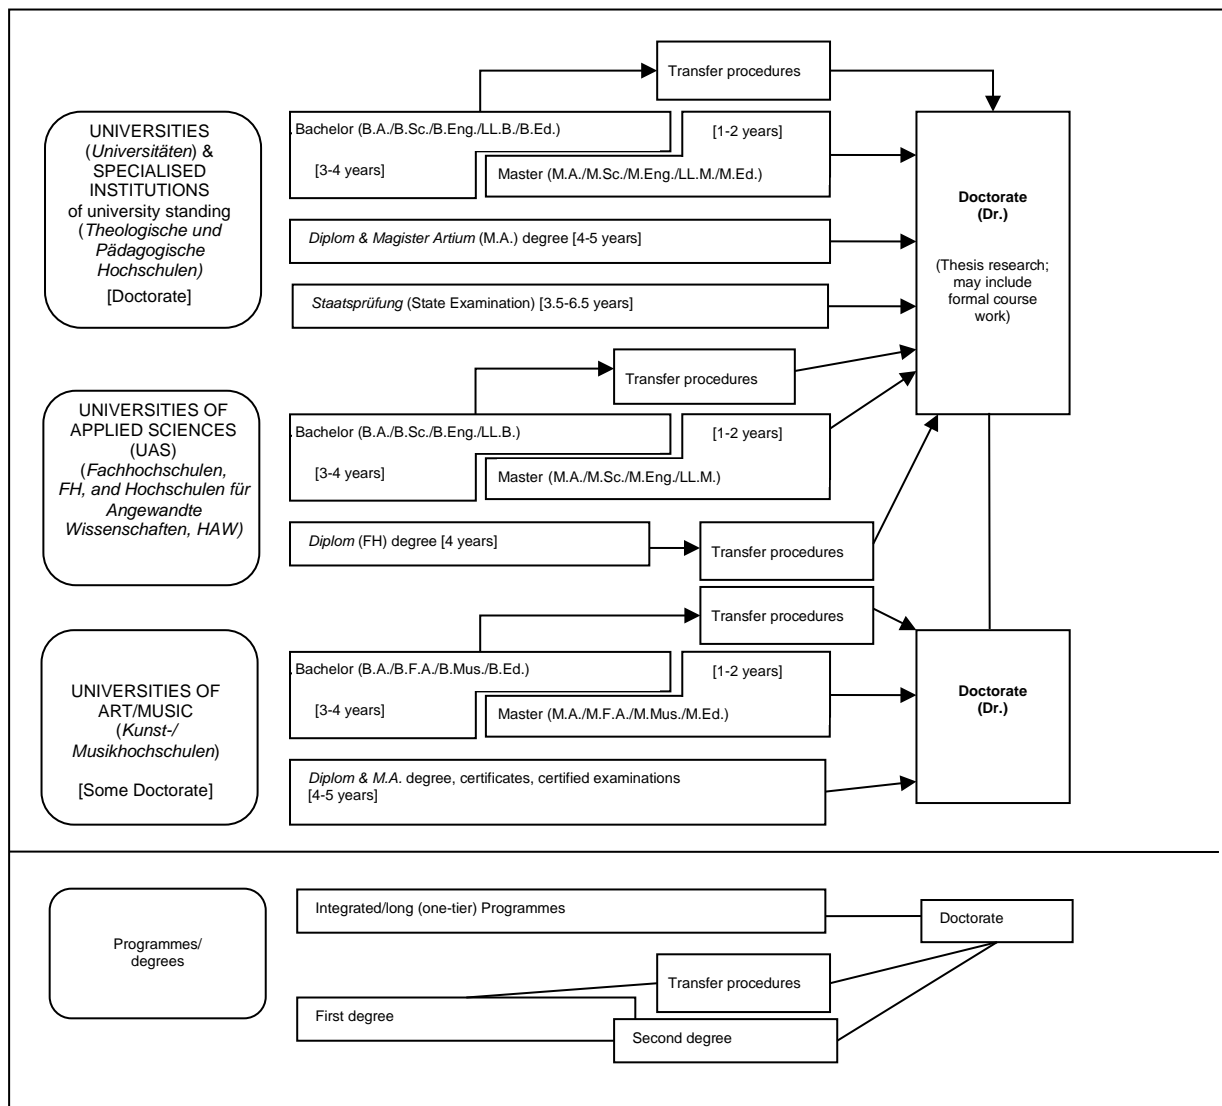 Transfer procedures
UNIVERSITIES
(Universitäten) &
SPECIALISED
INSTITUTIONS
of university standing
(Theologische und
Pädagogische
Hochschulen)
[Doctorate]
. Bachelor (B.A./B.Sc./B.Eng./LL.B./B.Ed.)
[3-4 years]
[1-2 years]
Master (M.A./M.Sc./M.Eng./LL.M./M.Ed.)
Diplom & Magister Artium (M.A.) degree [4-5 years]
Staatsprüfung (State Examination) [3.5-6.5 years]
Doctorate
(Dr.)
(Thesis research;
may include
formal course
work)
Transfer procedures
UNIVERSITIES OF
APPLIED SCIENCES
(UAS)
(Fachhochschulen,
FH, and Hochschulen für
Angewandte
Wissenschaften, HAW)
. Bachelor (B.A./B.Sc./B.Eng./LL.B.)
[3-4 years]
[1-2 years]
Master (M.A./M.Sc./M.Eng./LL.M.)
Diplom (FH) degree [4 years]
Transfer procedures
Transfer procedures
UNIVERSITIES OF
ART/MUSIC
(Kunst-/
Musikhochschulen)
[Some Doctorate]
. Bachelor (B.A./B.F.A./B.Mus./B.Ed.)
[3-4 years]
[1-2 years]
Master (M.A./M.F.A./M.Mus./M.Ed.)
Diplom & M.A. degree, certificates, certified examinations
[4-5 years]
Doctorate
(Dr.)
Programmes/
degrees
Integrated/long (one-tier) Programmes
Doctorate
Transfer procedures
First degree
Second degree